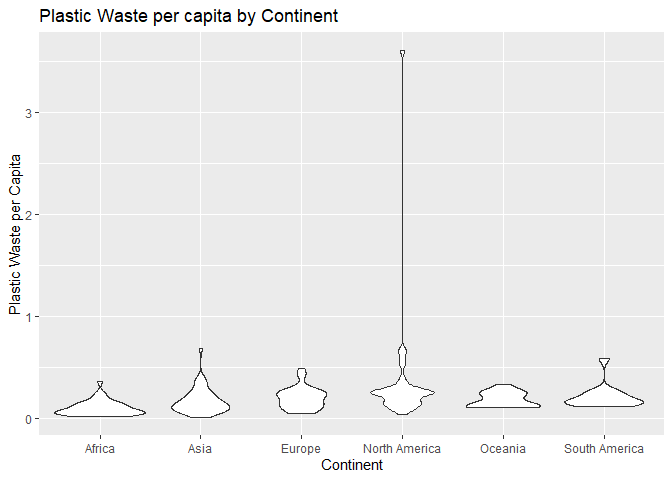 Plastic Waste per capita by Continent
Plastic Waste per Capita
3
2
1
0
Africa
Asia
Europe
North America
Oceania
South America
Continent